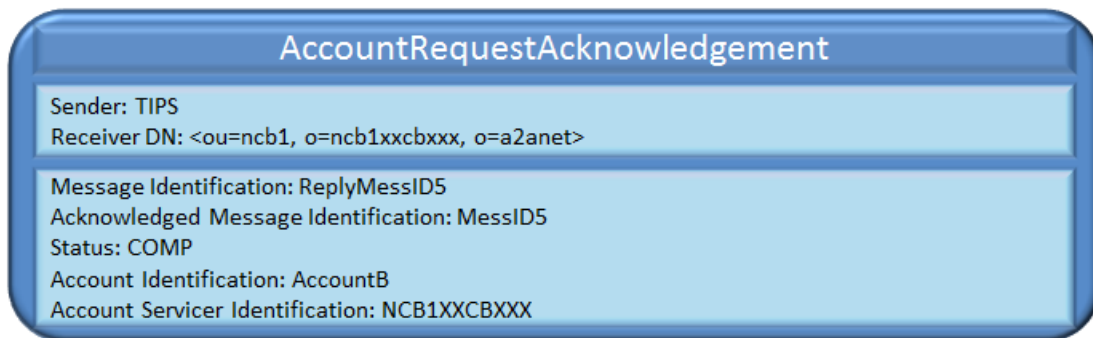 AccountRequestAcknowledgement
Sender: TIPS
Receiver DN: <ou=ncb1, o=ncb1xxcbxxx, o=a2anet>
Message Identification: ReplyMessID5
Acknowledged Message Identification: MessID5
Status: COMP
Account Identification: AccountB
Account Servicer Identification: NCB1XXCBXXX